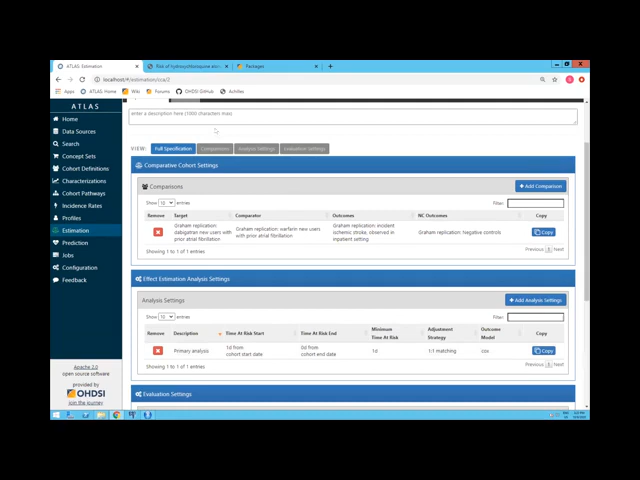 ATLAS: Estimation
Risk of hydroxychloroquine alon
Packages
localhost/#/estimation/cca/2
Apps
ATLAS: Home
Wiki
Forums
OHDSI GitHub
Achilles
ATLAS
Home
Data Sources
Search
Concept Sets
Cohort Definitions
Characterizations
Cohort Pathways
Incidence Rates
Profiles
Estimation
Prediction
Jobs
Configuration
Feedback
Apache 2.0
open source software
provided by
OHDSI
join the journey
enter a description here (1000 characters max)
VIEW: Full Specification Comparisons Analysis Settings Evaluation Settings
Comparative Cohort Settings
Comparisons
Add Comparison
Show 10 entries
Filter:
Remove Target Comparator Outcomes NC Outcomes Copy
Graham replication: dabigatran new users with prior atrial fibrillation
Graham replication: warfarin new users with prior atrial fibrillation
Graham replication: incident ischemic stroke, observed in inpatient setting
Graham replication: Negative controls
Copy
Showing 1 to 1 of 1 entries
Previous 1 Next
Effect Estimation Analysis Settings
Analysis Settings
Add Analysis Settings
Show 10 entries
Filter:
Remove Description Time At Risk Start Time At Risk End Minimum Time At Risk Adjustment Strategy Outcome Model Copy
Primary analysis
1d from cohort start date
0d from cohort end date
1d
1:1 matching
cox
Copy
Showing 1 to 1 of 1 entries
Previous 1 Next
Evaluation Settings